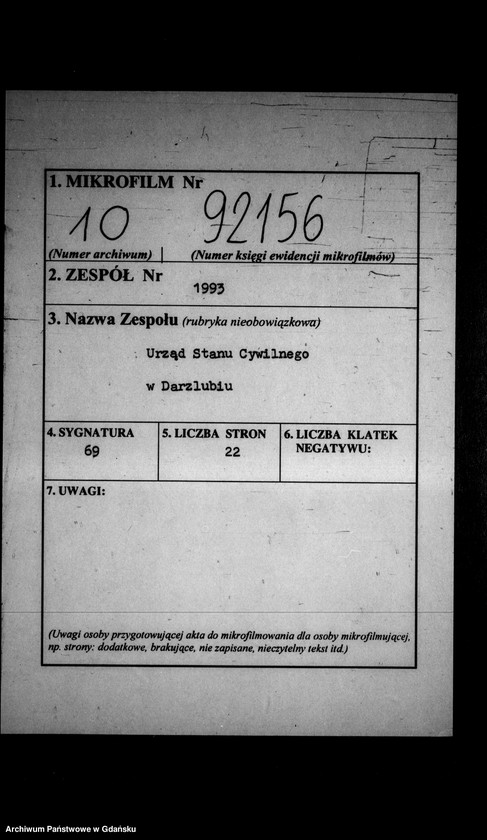 1. MIKROFILM Nr
10 92156
(Numer archiwum) (Numer księgi ewidencji mikrofilmów)
2. ZESPÓŁ Nr
1993
3. Nazwa Zespołu (rubryka nieobowiązkowa)
Urząd Stanu Cywilnego
w Darzlubiu
4. SYGNATURA 5. LICZBA STRON 6. LICZBA KLATEK
NEGATYWU:
69 22
7. UWAGI:
(Uwagi osoby przygotowującej akta do mikrofilmowania dla osoby mikrofilmującej,
np. strony: dodatkowe, brakujące, nie zapisane, nieczytelny tekst itd.)
Archiwum Państwowe w Gdańsku